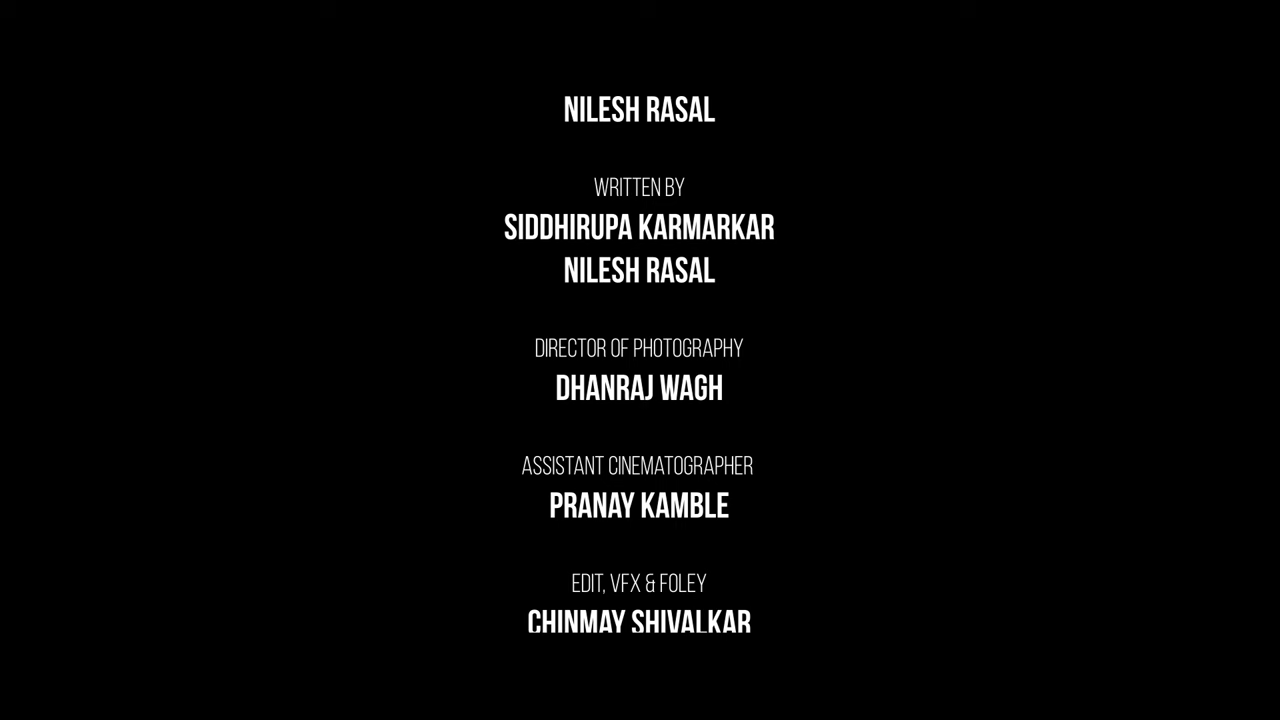 NILESH RASAL
WRITTEN BY
SIDDHIRUPA KARMARKAR
NILESH RASAL
DIRECTOR OF PHOTOGRAPHY
DHANRAJ WAGH
ASSISTANT CINEMATOGRAPHER
PRANAY KAMBLE
EDIT, VFX & FOLEY
CHINMAY SHIVALKAR